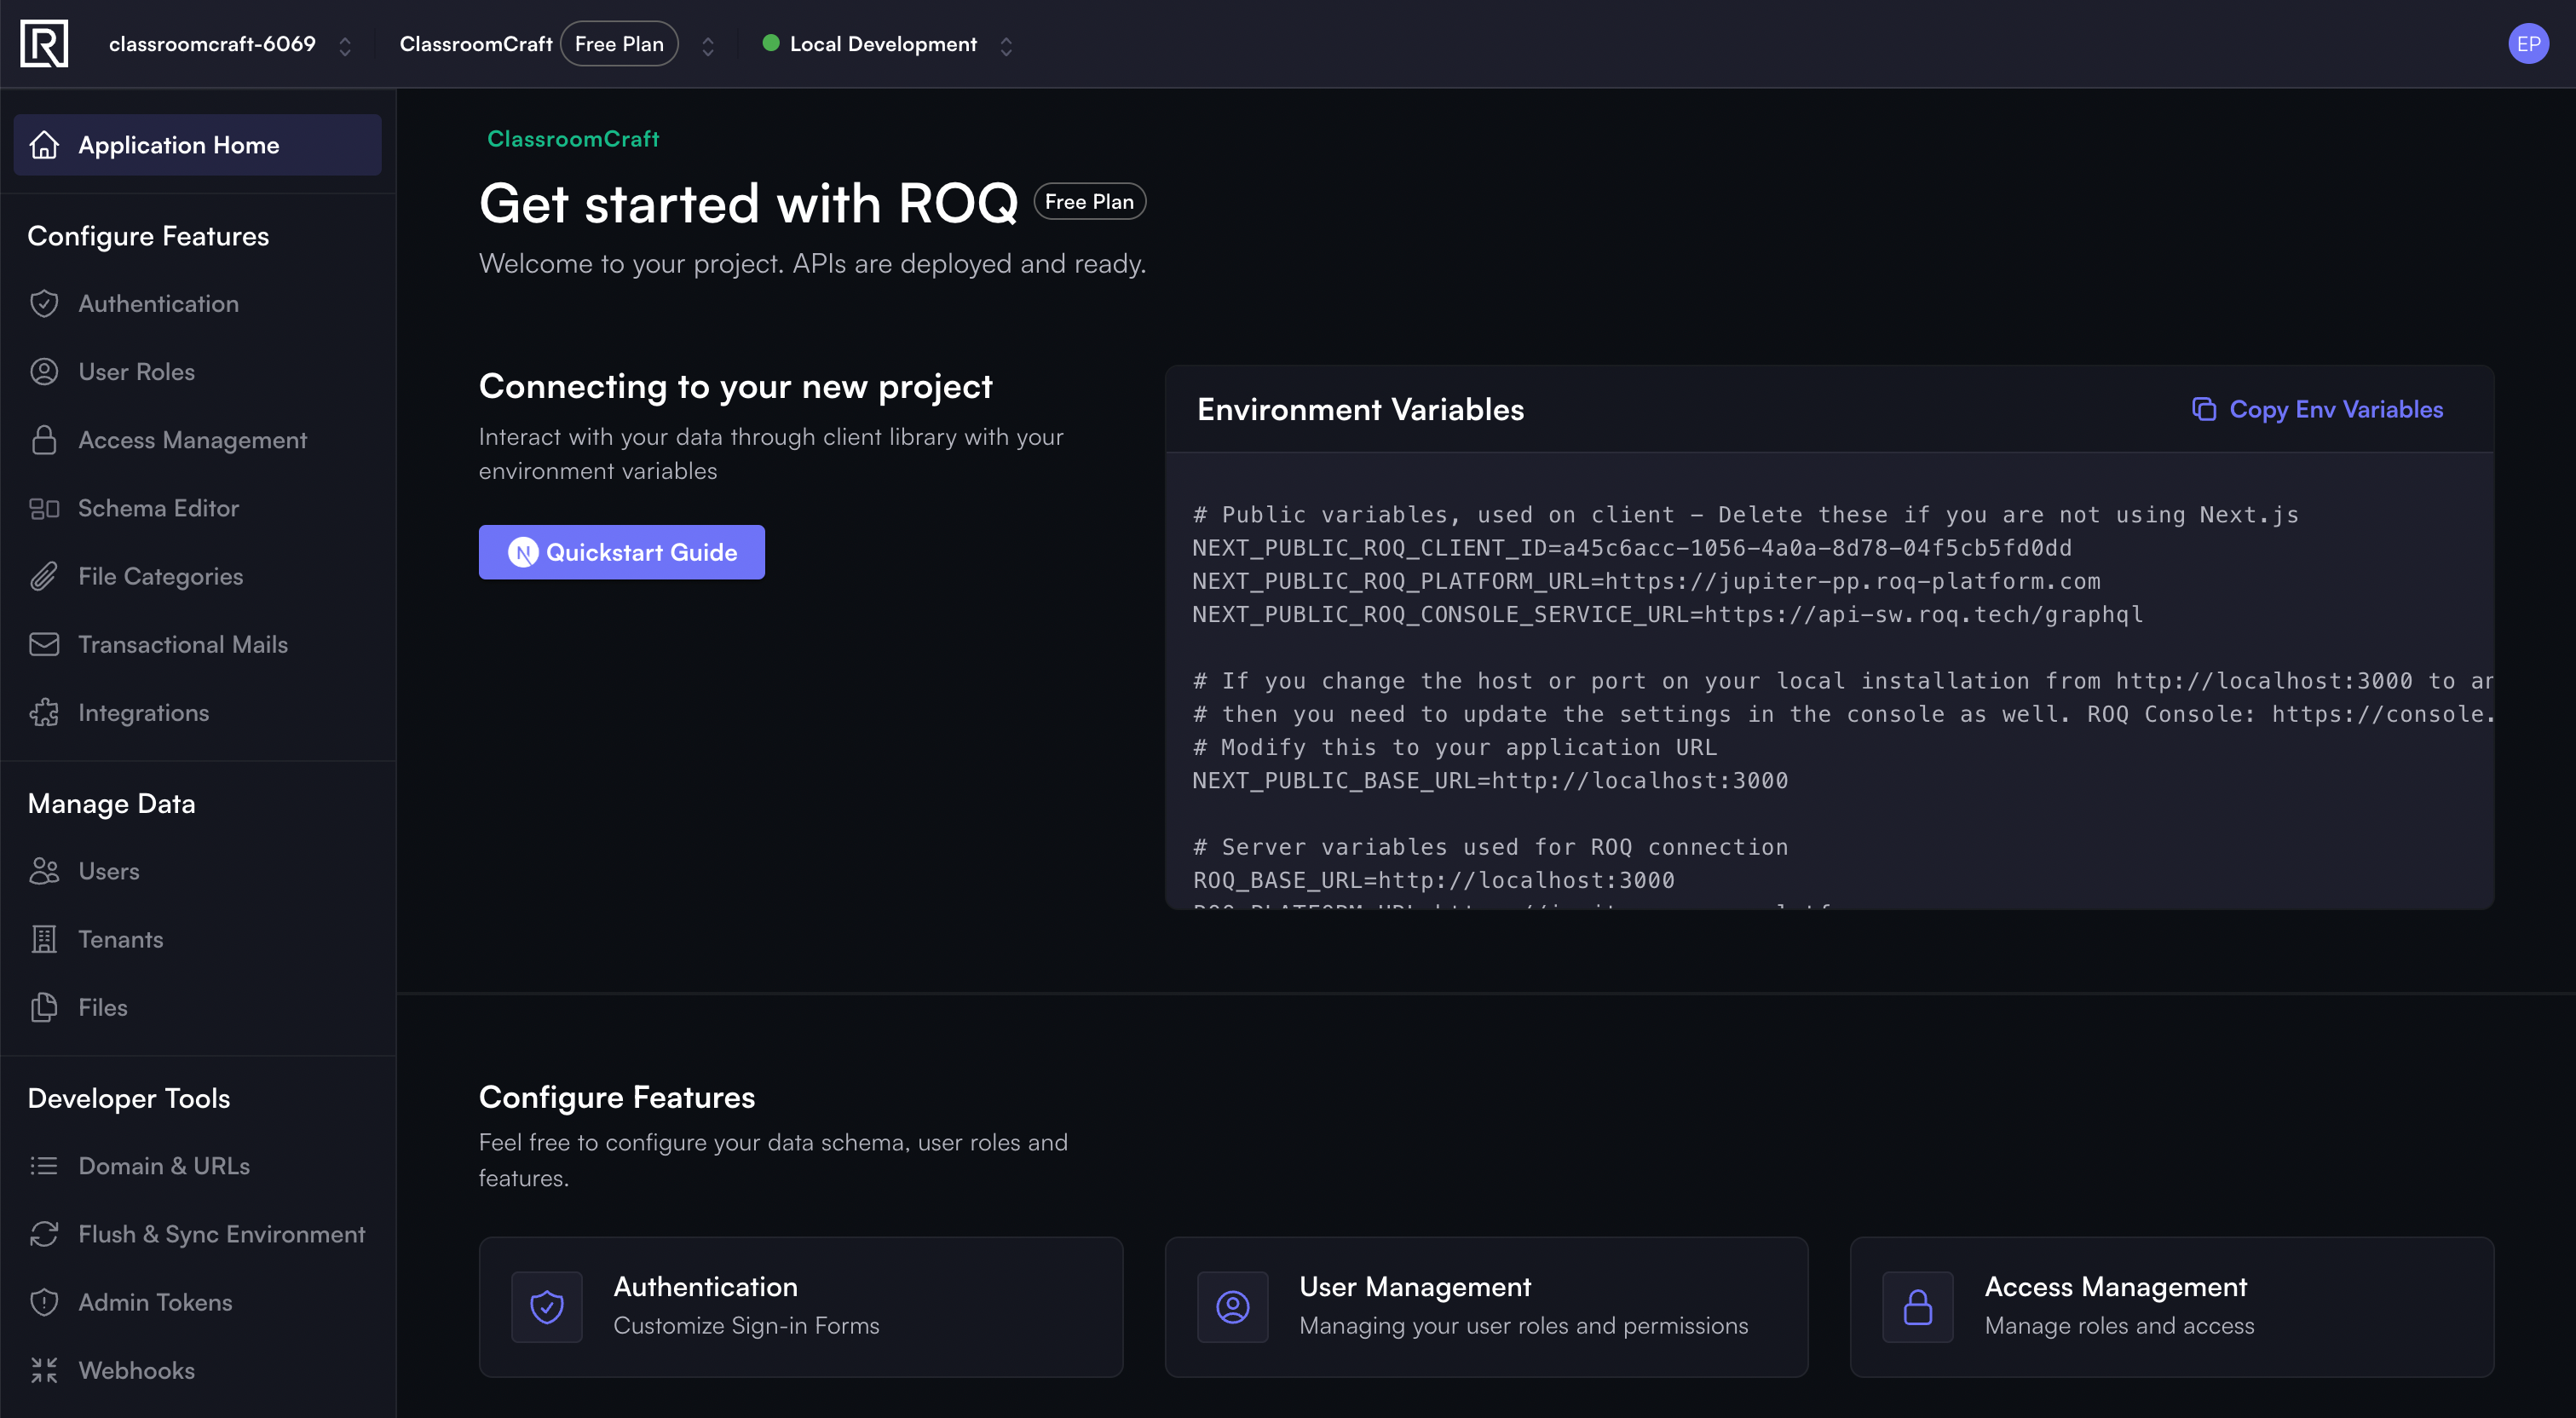 classroomcraft-6069
ClassroomCraft Free Plan
Local Development
EP
Application Home
Configure Features
Authentication
User Roles
Access Management
Schema Editor
File Categories
Transactional Mails
Integrations
Manage Data
Users
Tenants
Files
Developer Tools
Domain & URLs
Flush & Sync Environment
Admin Tokens
Webhooks
ClassroomCraft
Get started with ROQ Free Plan
Welcome to your project. APIs are deployed and ready.
Connecting to your new project
Interact with your data through client library with your
environment variables
N Quickstart Guide
Environment Variables
Copy Env Variables
# Public variables, used on client - Delete these if you are not using Next.js
NEXT_PUBLIC_ROQ_CLIENT_ID=a45c6acc-1056-4a0a-8d78-04f5cb5fd0dd
NEXT_PUBLIC_ROQ_PLATFORM_URL=https://jupiter-pp.roq-platform.com
NEXT_PUBLIC_ROQ_CONSOLE_SERVICE_URL=https://api-sw.roq.tech/graphql
# If you change the host or port on your local installation from http://localhost:3000 to
# then you need to update the settings in the console as well. ROQ Console: https://console.
# Modify this to your application URL
NEXT_PUBLIC_BASE_URL=http://localhost:3000
# Server variables used for ROQ connection
ROQ_BASE_URL=http://localhost:3000
Configure Features
Feel free to configure your data schema, user roles and
features.
Authentication
Customize Sign-in Forms
User Management
Managing your user roles and permissions
Access Management
Manage roles and access